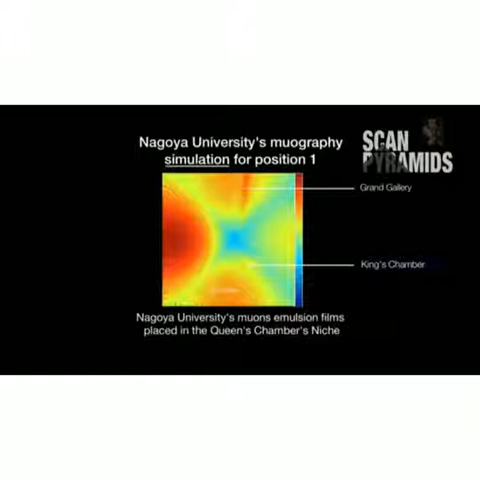 Nagoya University's muography
simulation for position 1
SCAN
PYRAMIDS
Grand Gallery
King's Chamber
Nagoya University's muons emulsion films
placed in the Queen's Chamber's Niche